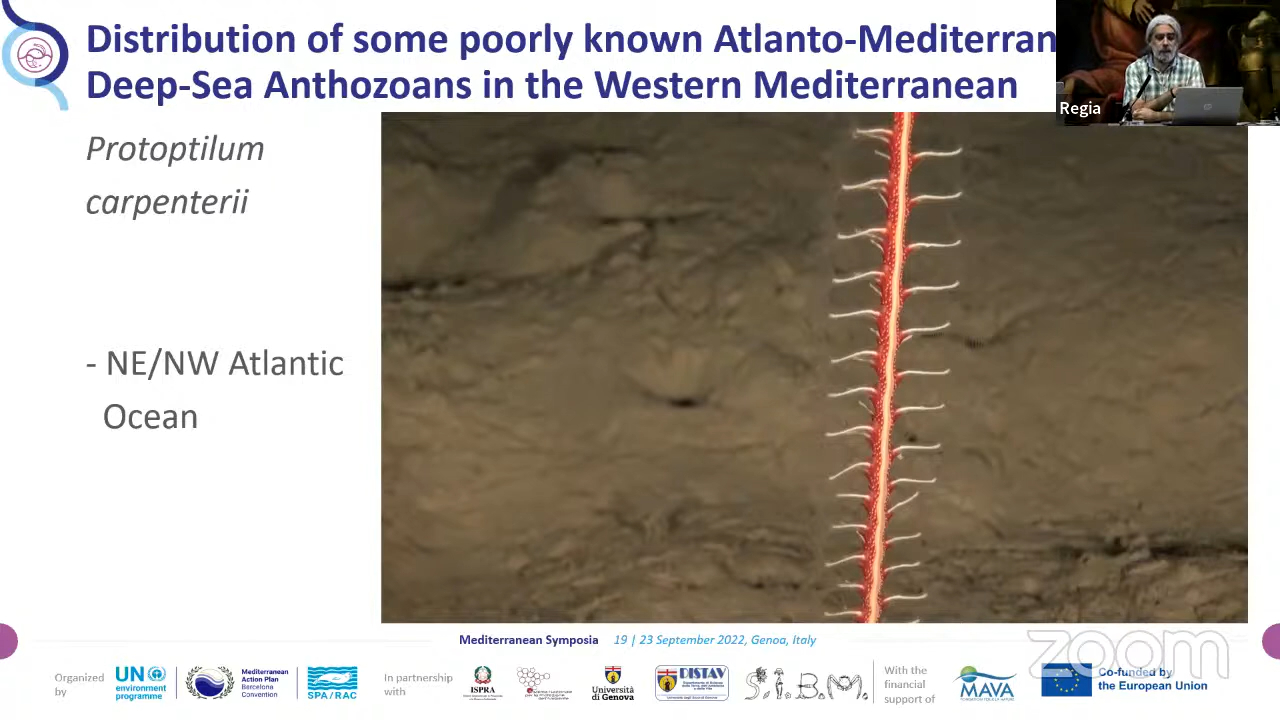 Distribution of some poorly known Atlanto-Mediterran
Deep-Sea Anthozoans in the Western Mediterranean
Regia
Protoptilum
carpenterii
- NE/NW Atlantic
Ocean
Mediterranean Symposia 19 | 23 September 2022, Genoa, Italy
Organized
by
UN
environment
programme
Mediterranean
Action Plan
Barcelona
Convention
SPA/RAC
In partnership
with
ISPRA
Università
di Genova
DISTAV
S.I.B.M.
With the
financial
support of
MAVA
Co-funded by
the European Union
zoom